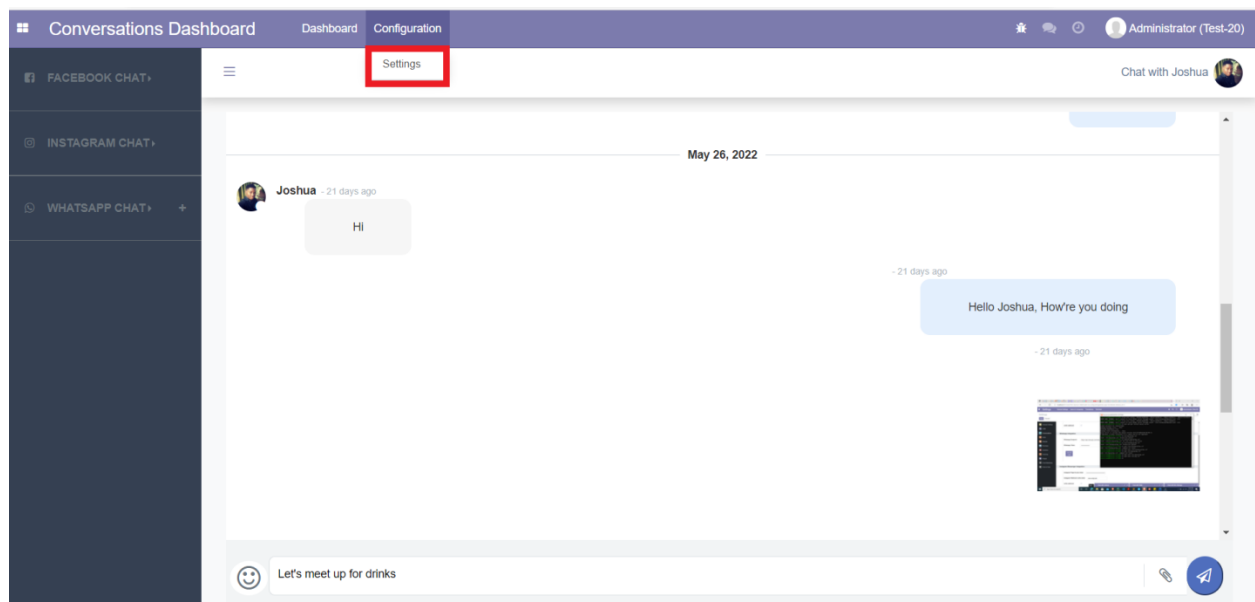 Conversations Dashboard
Dashboard
Configuration
Administrator (Test-20)
Settings
FACEBOOK CHAT
INSTAGRAM CHAT
WHATSAPP CHAT +
Chat with Joshua
May 26, 2022
Joshua - 21 days ago
Hi
- 21 days ago
Hello Joshua, How're you doing
- 21 days ago
Let's meet up for drinks